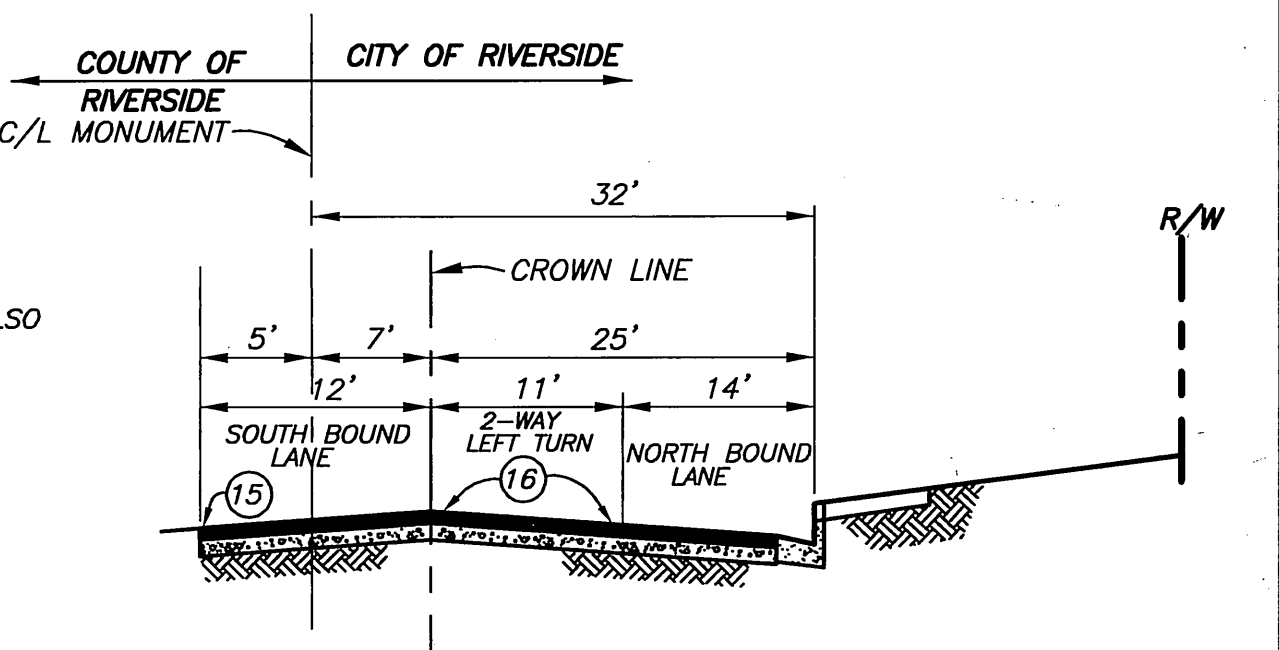 COUNTY OF
RIVERSIDE
CITY OF RIVERSIDE
C/L MONUMENT
32'
R/W
CROWN LINE
LSO
5'
7'
25'
12'
11'
14'
SOUTH BOUND
LANE
2-WAY
LEFT TURN
NORTH BOUND
LANE
15
16